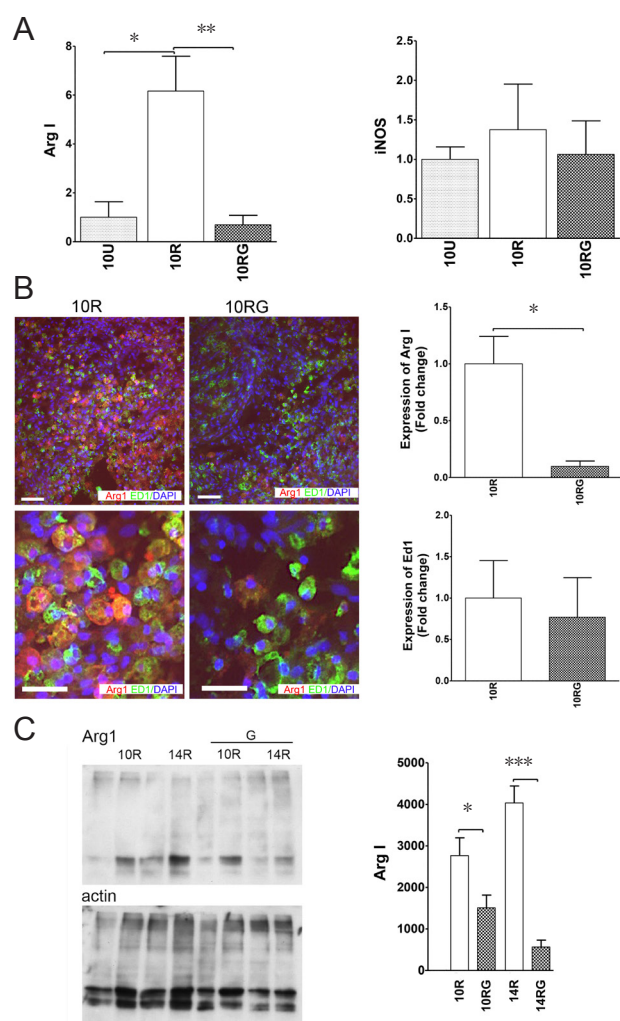 A
* **
Arg I
8
6
4
2
0
10U 10R 10RG
iNOS
2.5
2.0
1.5
1.0
0.5
0.0
10U 10R 10RG
B
10R 10RG
Arg1 ED1/DAPI
Arg1 ED1/DAPI
Arg1 ED1/DAPI
Arg1 ED1/DAPI
Expression of Arg I
(Fold change)
1.5
1.0
0.5
0.0
*
10R 10RG
Expression of Ed1
(Fold change)
2.0
1.5
1.0
0.5
0.0
10R 10RG
C
Arg1
G
10R 14R 10R 14R
actin
Arg I
5000
4000
3000
2000
1000
0
* ***
10R 10RG 14R 14RG